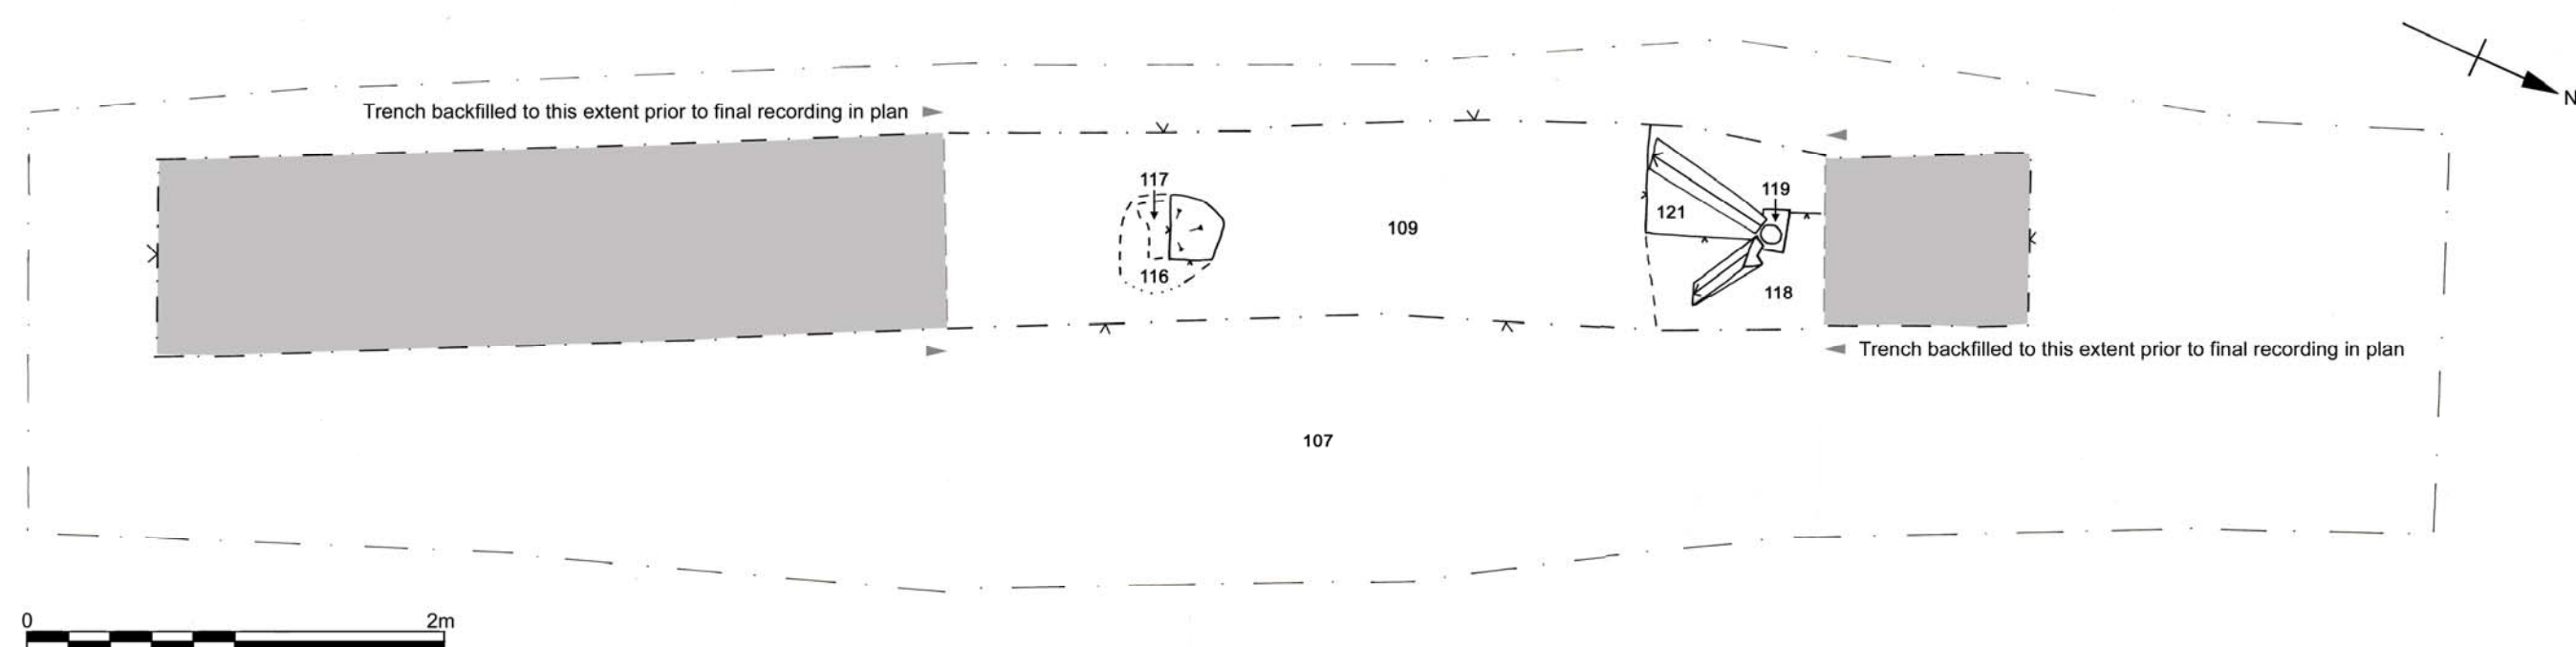 N
Trench backfilled to this extent prior to final recording in plan
117
119
121
109
116
118
Trench backfilled to this extent prior to final recording in plan
107
0 2m